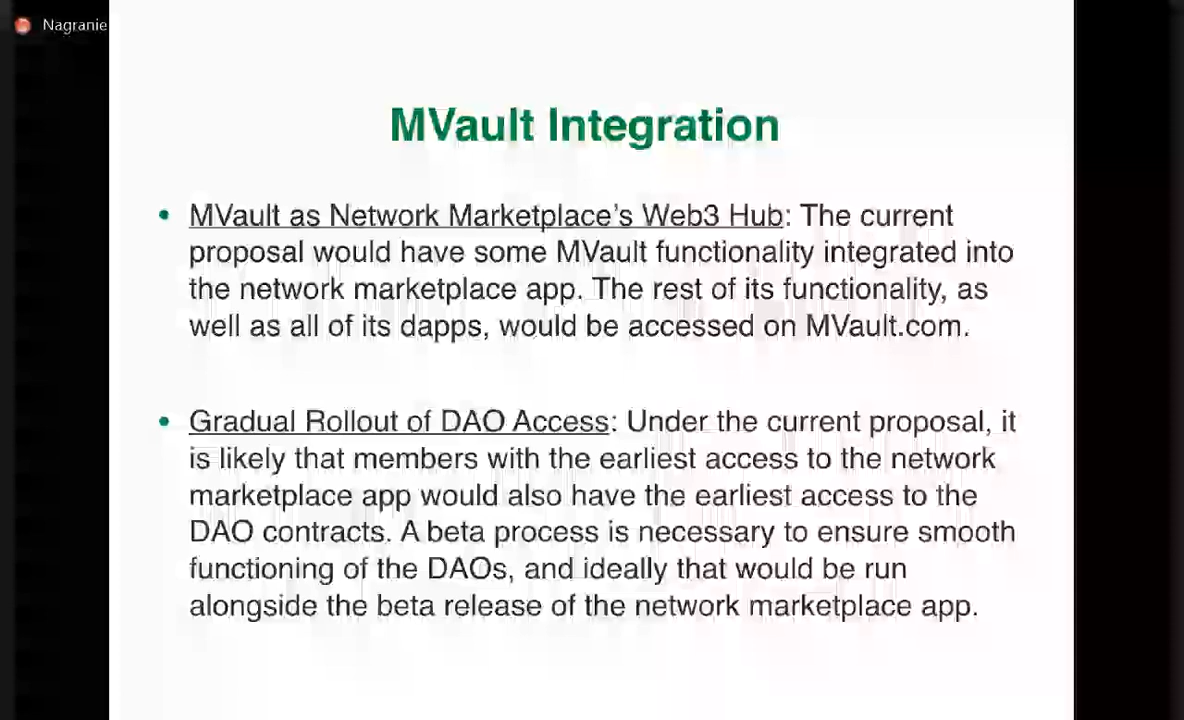 Nagranie
MVault Integration
• MVault as Network Marketplace's Web3 Hub: The current
proposal would have some MVault functionality integrated into
the network marketplace app. The rest of its functionality, as
well as all of its dapps, would be accessed on MVault.com.
• Gradual Rollout of DAO Access: Under the current proposal, it
is likely that members with the earliest access to the network
marketplace app would also have the earliest access to the
DAO contracts. A beta process is necessary to ensure smooth
functioning of the DAOs, and ideally that would be run
alongside the beta release of the network marketplace app.